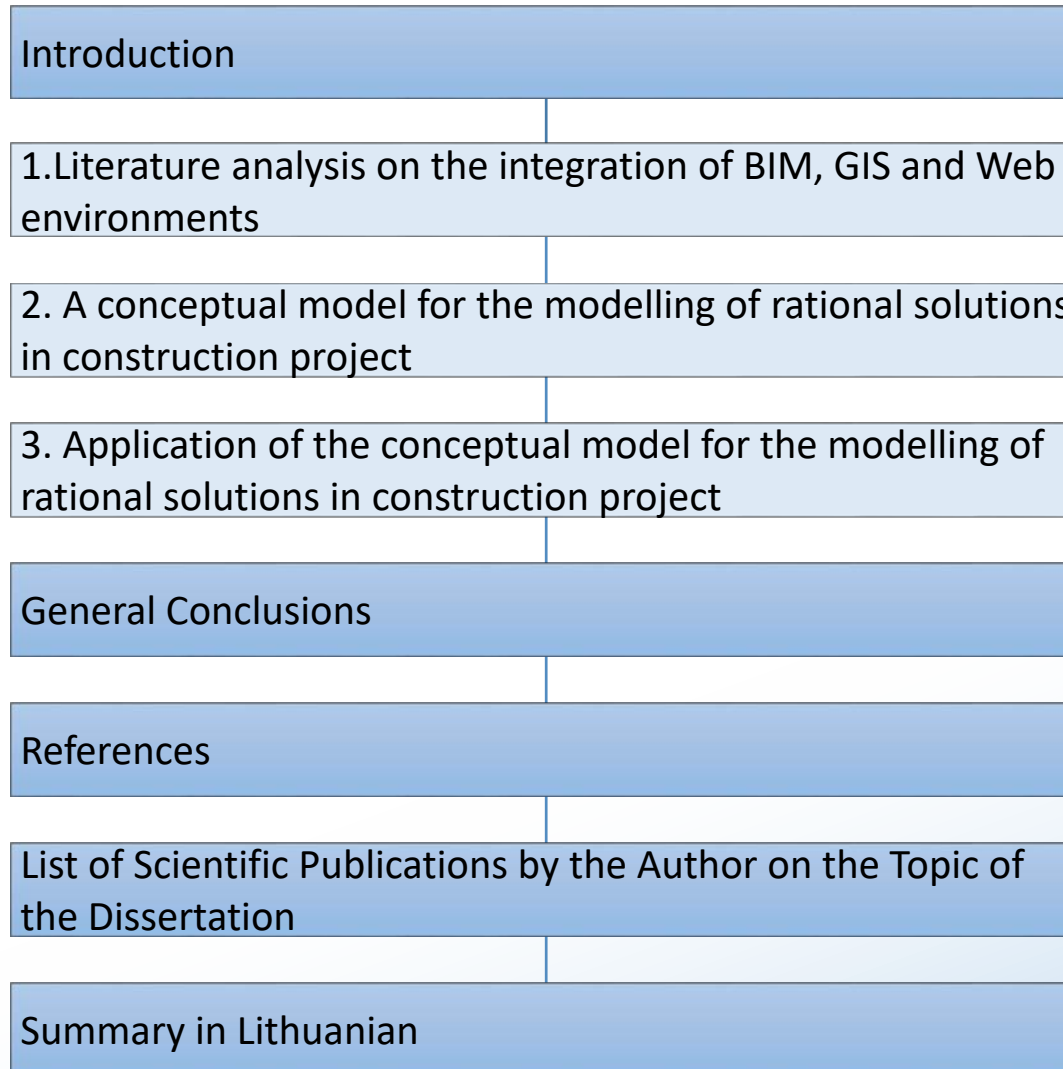 Introduction
1.Literature analysis on the integration of BIM, GIS and Web
environments
2. A conceptual model for the modelling of rational solutions
in construction project
3. Application of the conceptual model for the modelling of
rational solutions in construction project
General Conclusions
References
List of Scientific Publications by the Author on the Topic of
the Dissertation
Summary in Lithuanian